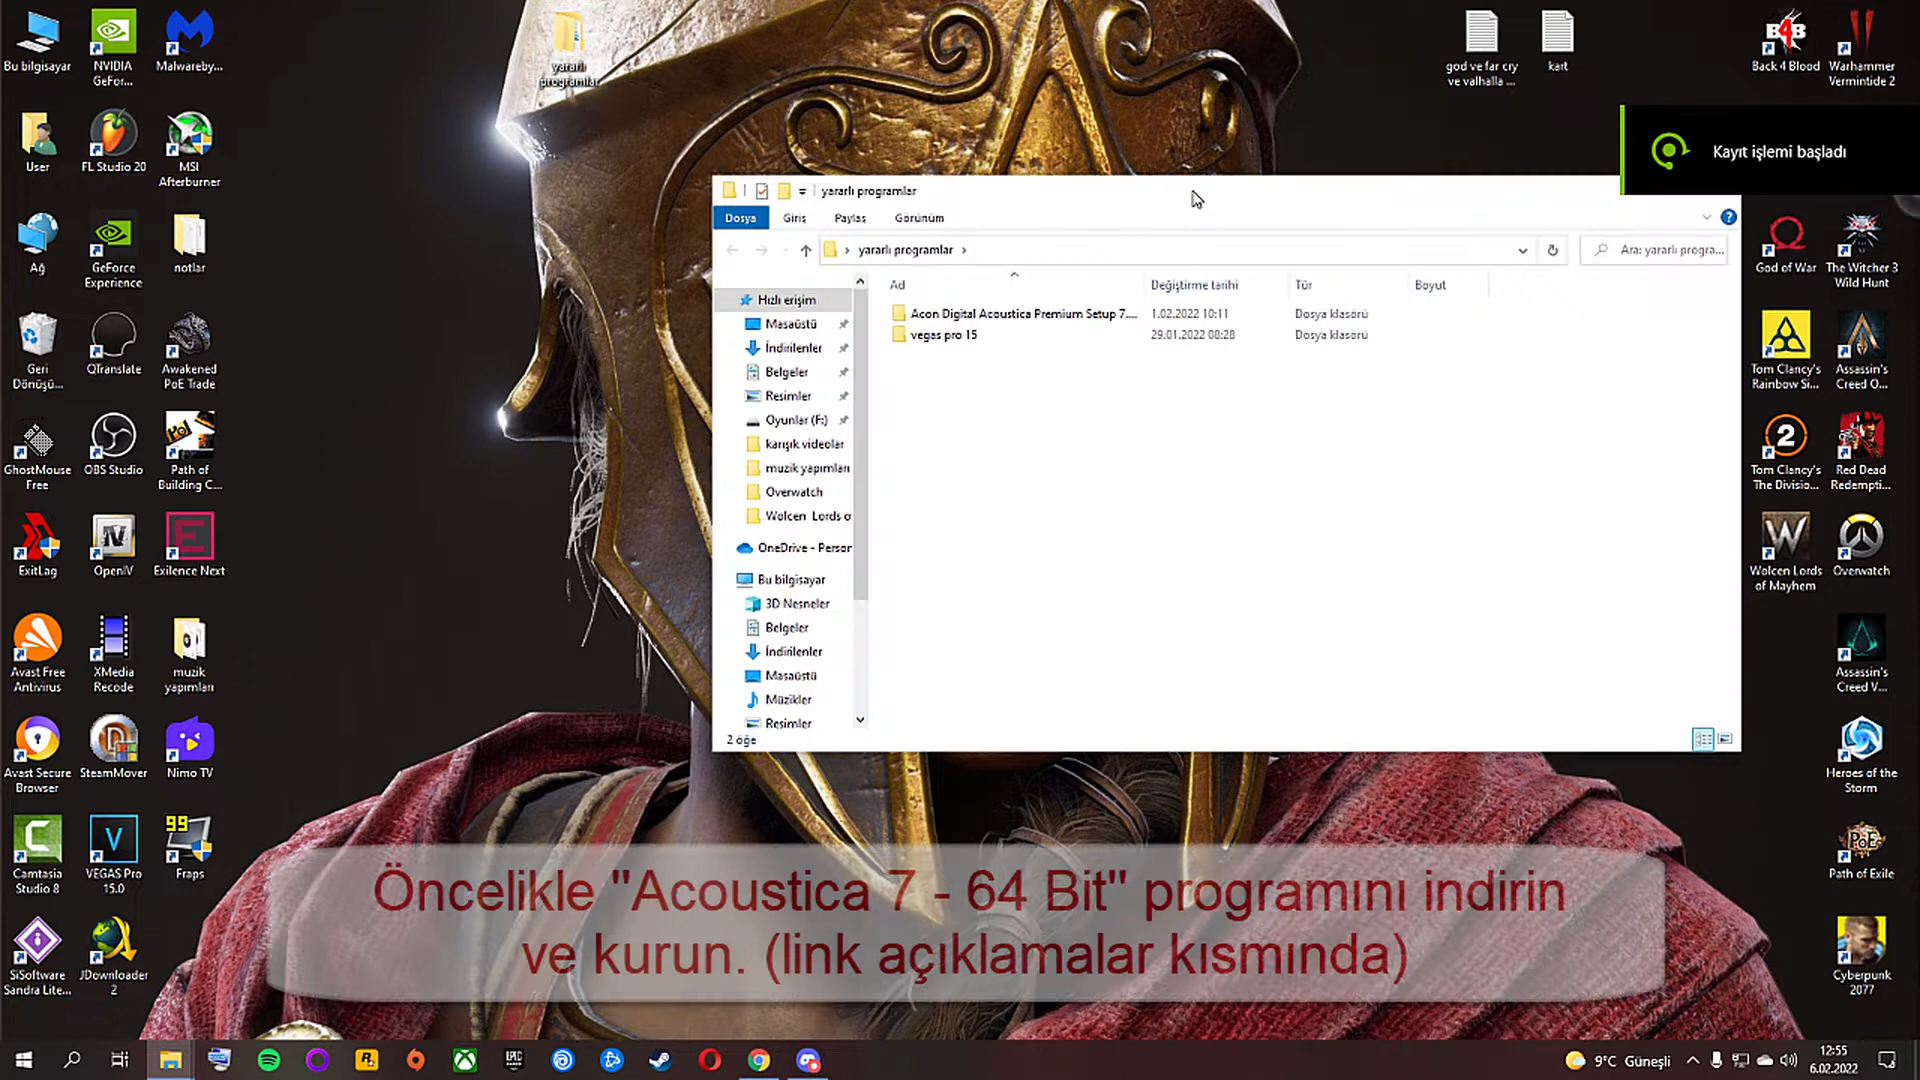 Bu bilgisayar
NVIDIA
GeFor...
Malwareby...
User
FL Studio 20
MSI
Afterburner
Ağ
GeForce
Experience
notlar
Geri
Dönüşü...
QTranslate
Awakened
PoE Trade
GhostMouse
Free
OBS Studio
Path of
Building C...
ExitLag
OpenIV
Exilence Next
Avast Free
Antivirus
XMedia
Recode
muzik
yapımları
Avast Secure
Browser
SteamMover
Nimo TV
Camtasia
Studio 8
VEGAS Pro
15.0
99
Fraps
SiSoftware
Sandra Lite...
JDownloader
2
yararlı
programlar
god ve far cry
ve valhalla ...
kart
Back 4 Blood
Warhammer
Vermintide 2
Kayıt işlemi başladı
God of War
The Witcher 3
Wild Hunt
Tom Clancy's
Rainbow Si...
Assassin's
Creed O...
Tom Clancy's
The Divisio...
Red Dead
Redempti...
Wolcen Lords
of Mayhem
Overwatch
Assassin's
Creed V...
Heroes of the
Storm
Path of Exile
Cyberpunk
2077
yararlı programlar
Dosya Giriş Paylaş Görünüm
yararlı programlar
Ara: yararlı progra...
Ad Değiştirme tarihi Tür Boyut
Acon Digital Acoustica Premium Setup 7.... 1.02.2022 10:11 Dosya klasörü
vegas pro 15 29.01.2022 08:28 Dosya klasörü
Hızlı erişim
Masaüstü
İndirilenler
Belgeler
Resimler
Oyunlar (F:)
karışık videolar
muzik yapımları
Overwatch
Wolcen Lords o
OneDrive - Person
Bu bilgisayar
3D Nesneler
Belgeler
İndirilenler
Masaüstü
Müzikler
Resimler
2 öğe
Öncelikle "Acoustica 7 - 64 Bit" programını indirin
ve kurun. (link açıklamalar kısmında)
9°C Güneşli
12:55
6.02.2022